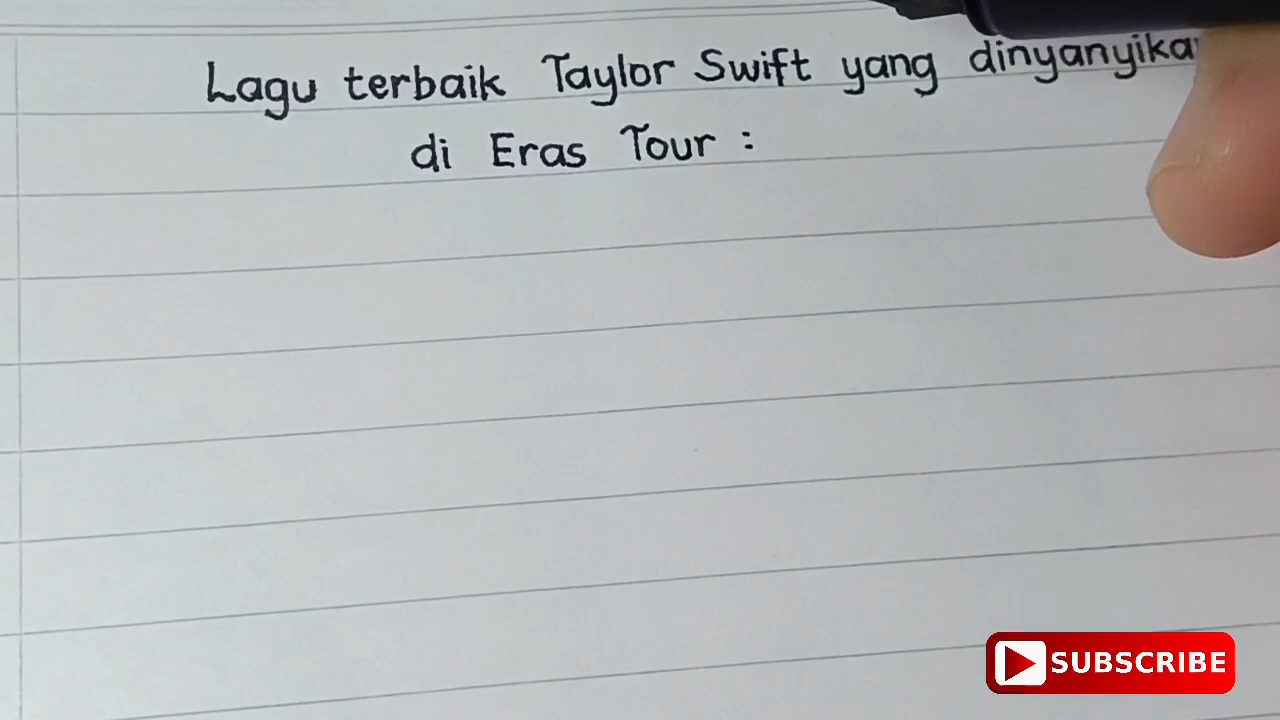 Lagu terbaik Taylor Swift yang dinyanyika
di Eras Tour :
SUBSCRIBE